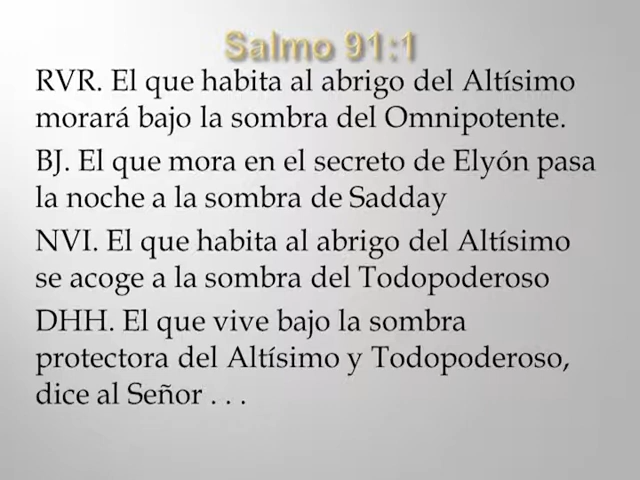 Salmo 91:1
RVR. El que habita al abrigo del Altísimo
morará bajo la sombra del Omnipotente.
BJ. El que mora en el secreto de Elyón pasa
la noche a la sombra de Sadday
NVI. El que habita al abrigo del Altísimo
se acoge a la sombra del Todopoderoso
DHH. El que vive bajo la sombra
protectora del Altísimo y Todopoderoso,
dice al Señor . . .